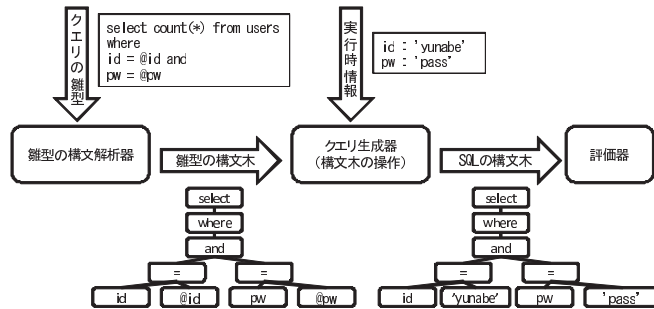 クエリの雛型
select count(*) from users
where
id = @id and
pw = @pw
実行時情報
id : 'yunabe'
pw : 'pass'
雛型の構文解析器
雛型の構文木
クエリ生成器
(構文木の操作)
SQLの構文木
評価器
select
where
and
=
=
id
@id
pw
@pw
select
where
and
=
=
id
'yunabe'
pw
'pass'